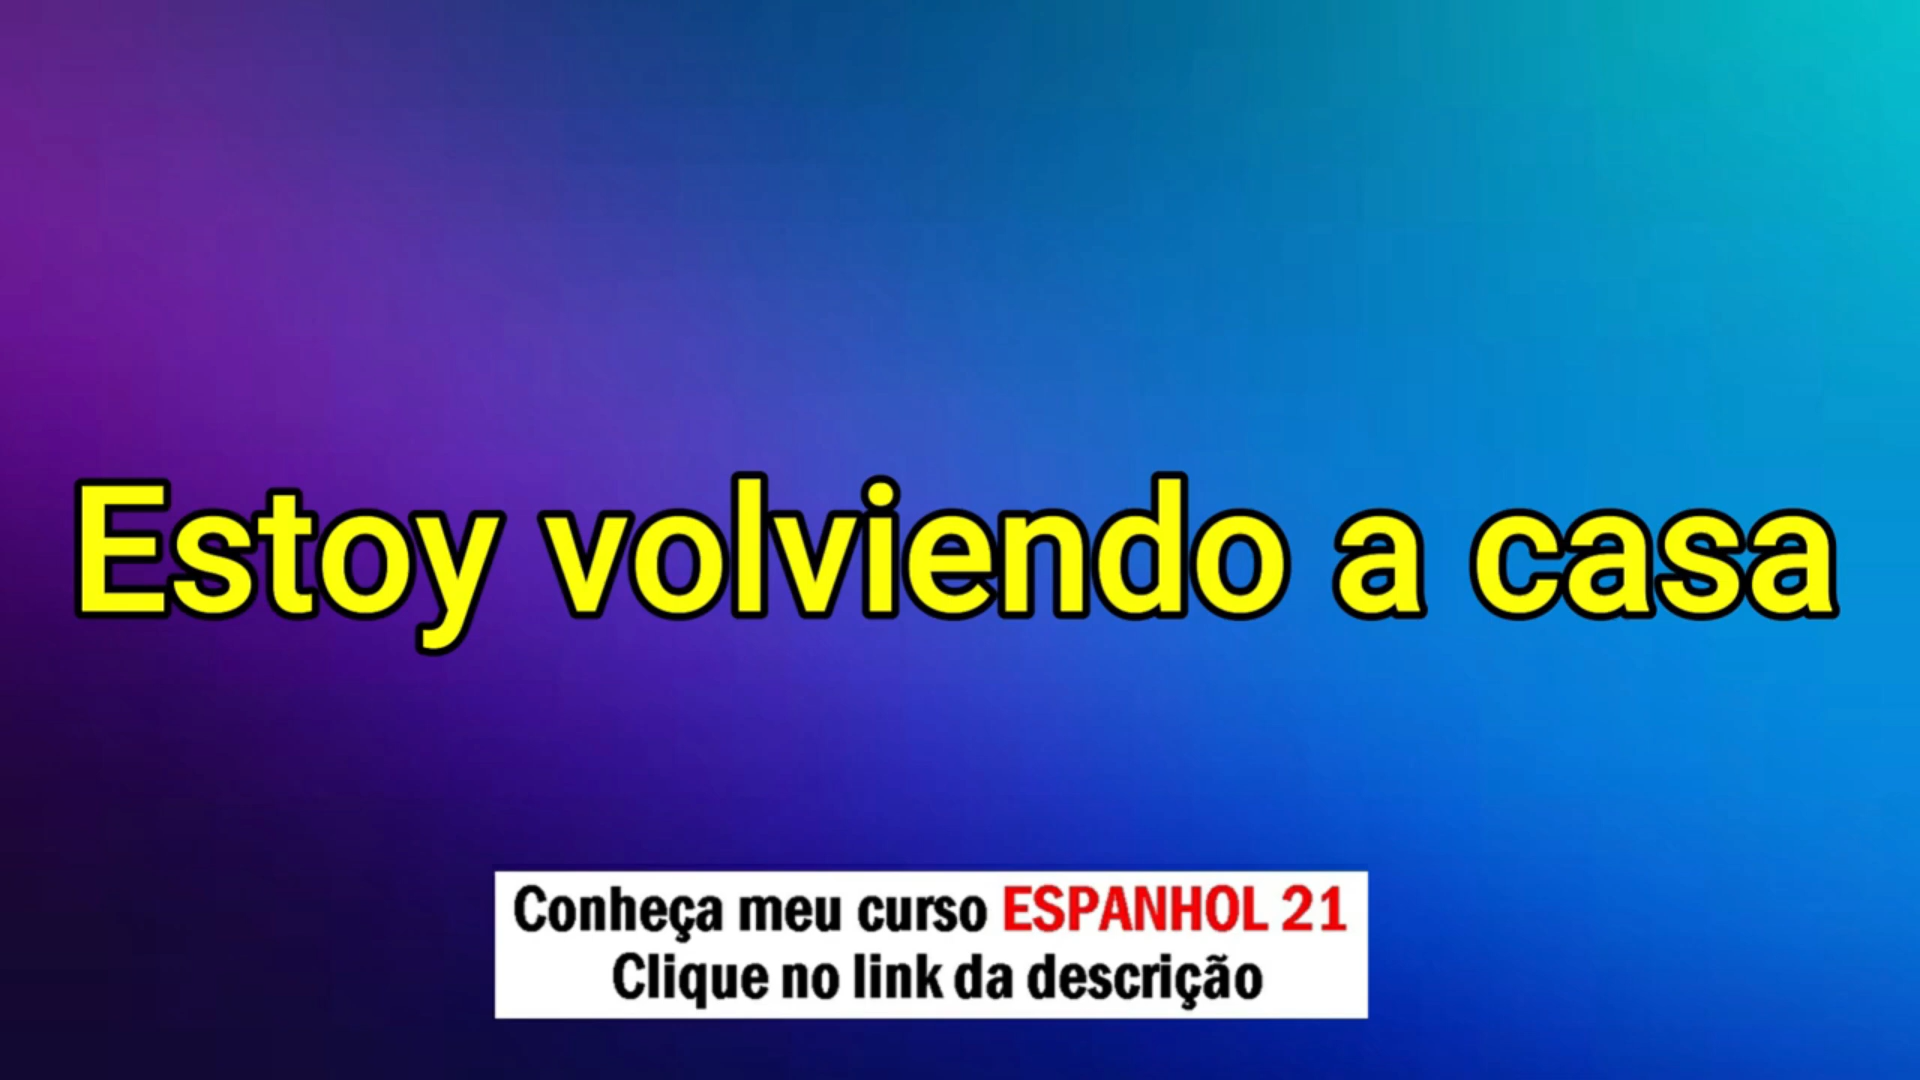 Estoy volviendo a casa
Conheça meu curso ESPANHOL 21
Clique no link da descrição